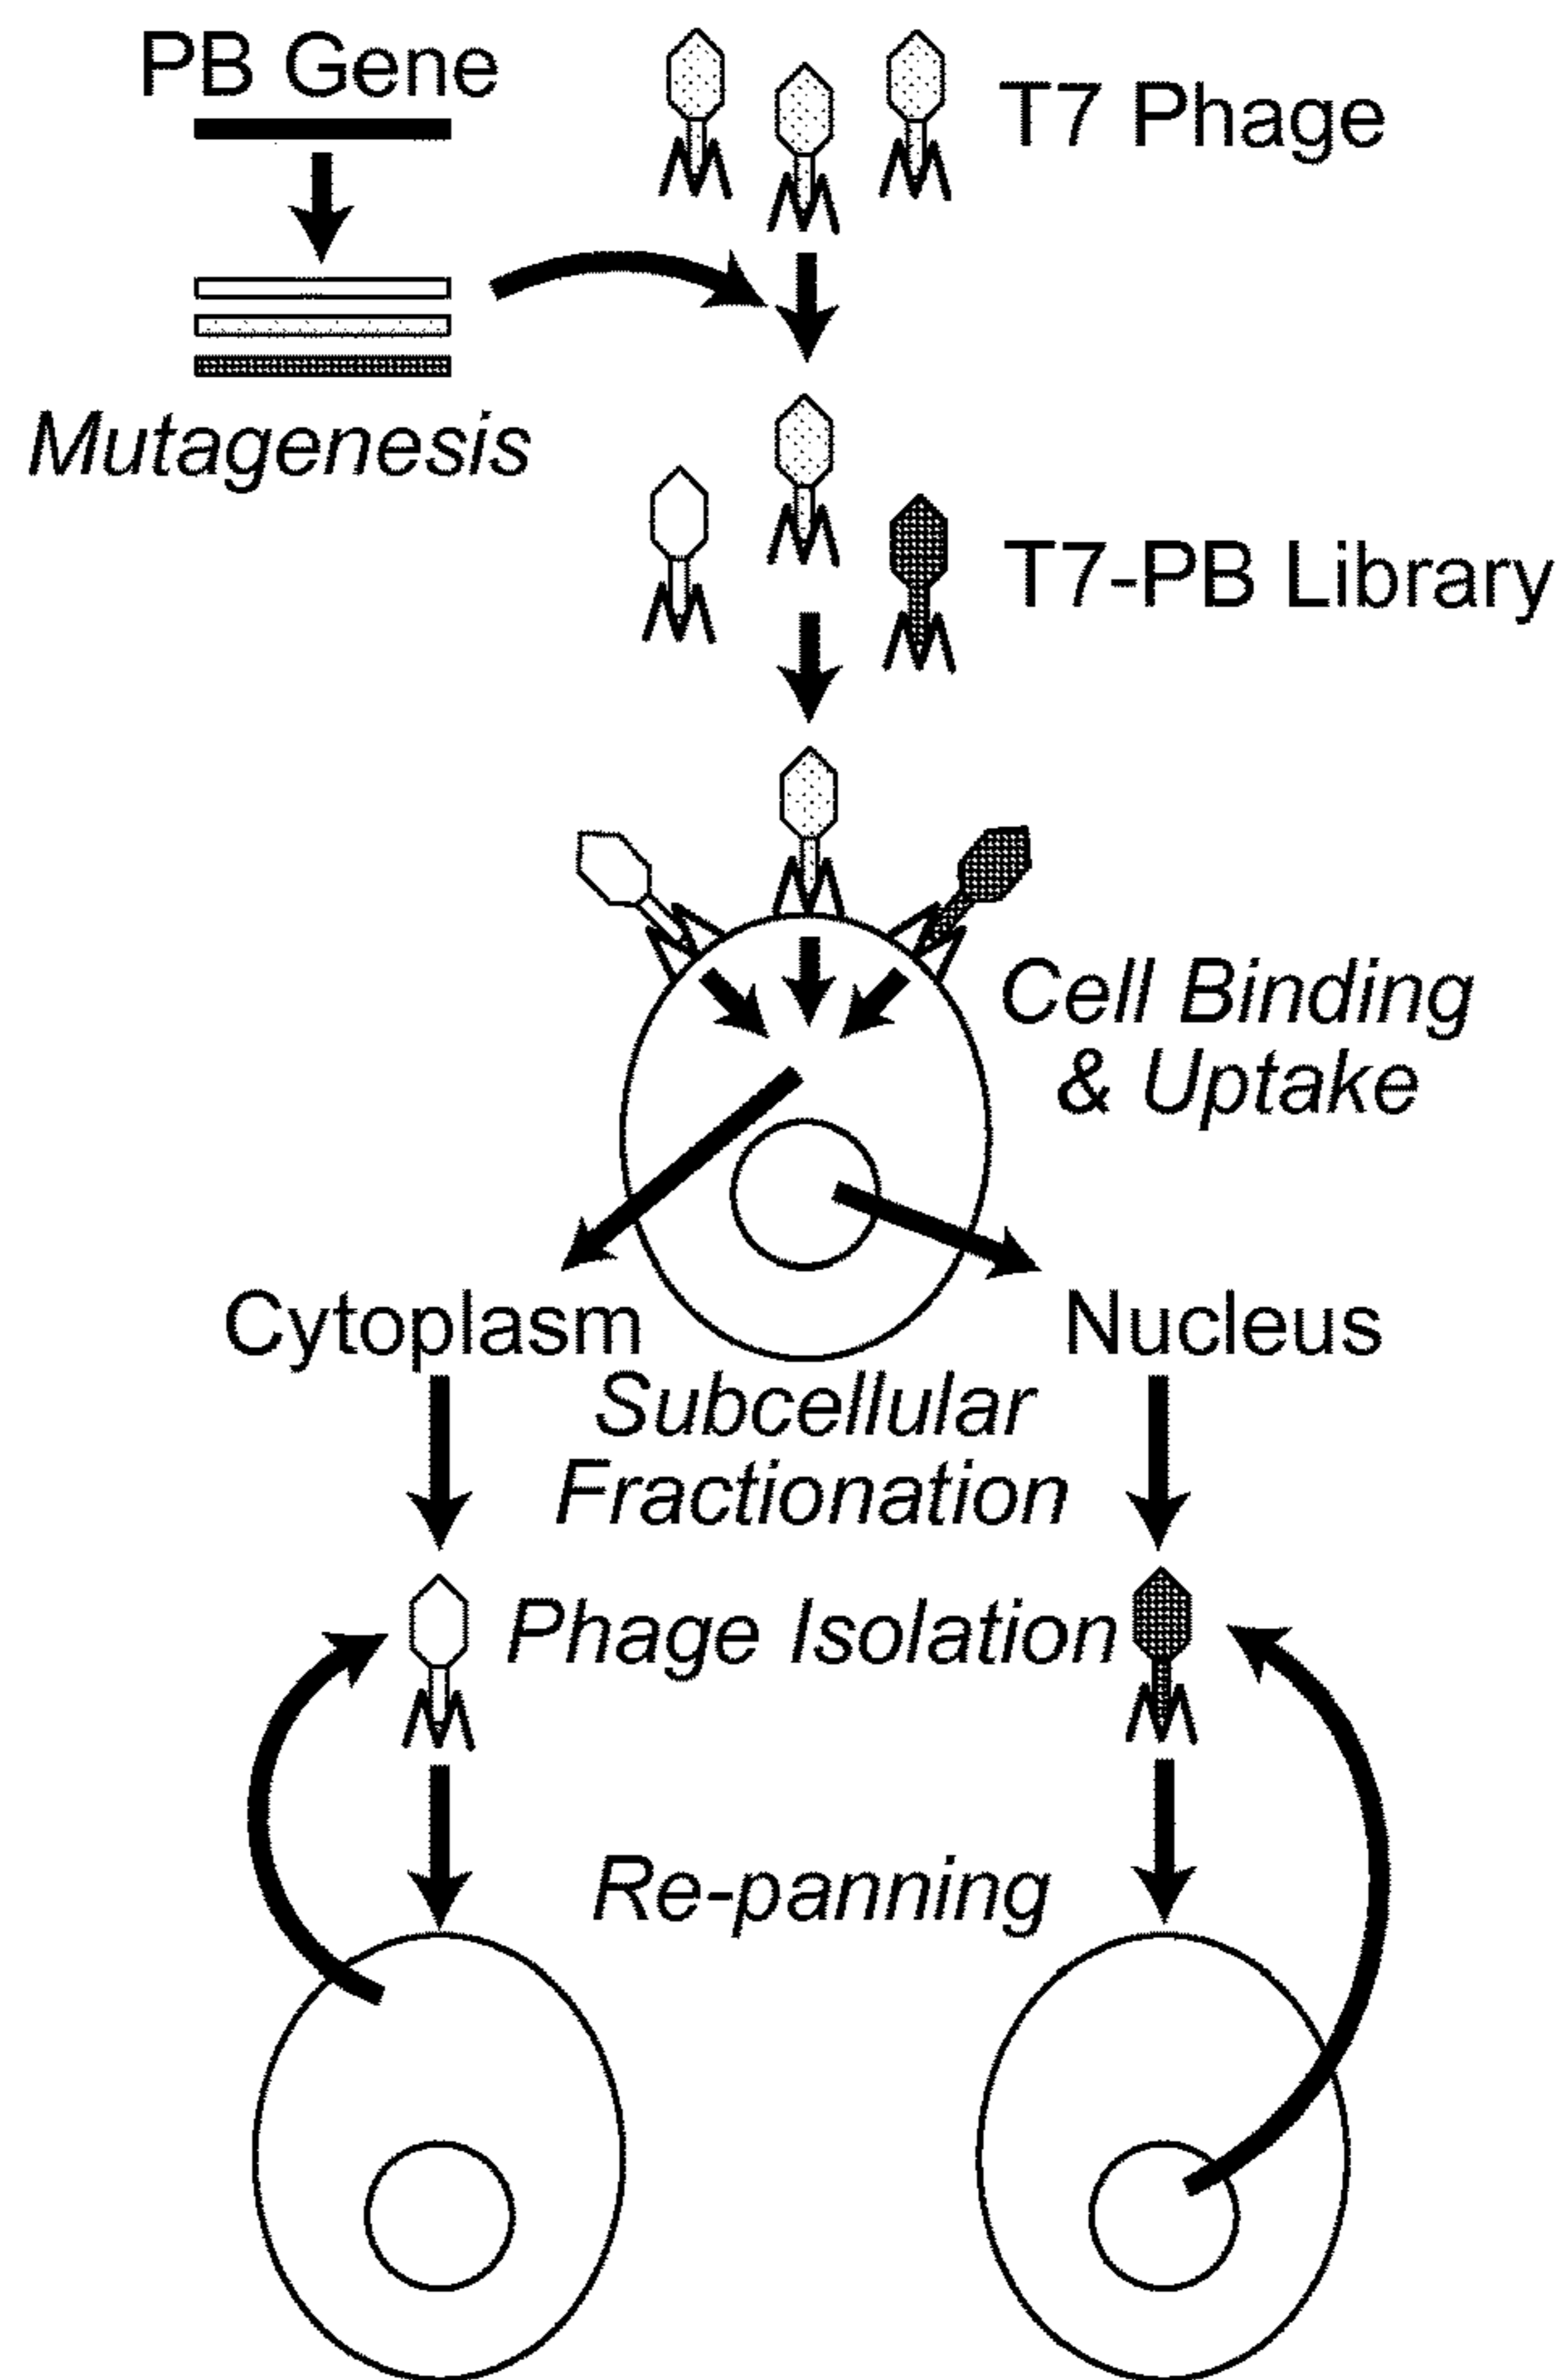 PB Gene
T7 Phage
Mutagenesis
T7-PB Library
Cell Binding
& Uptake
Cytoplasm
Nucleus
Subcellular
Fractionation
Phage Isolation
Re-panning